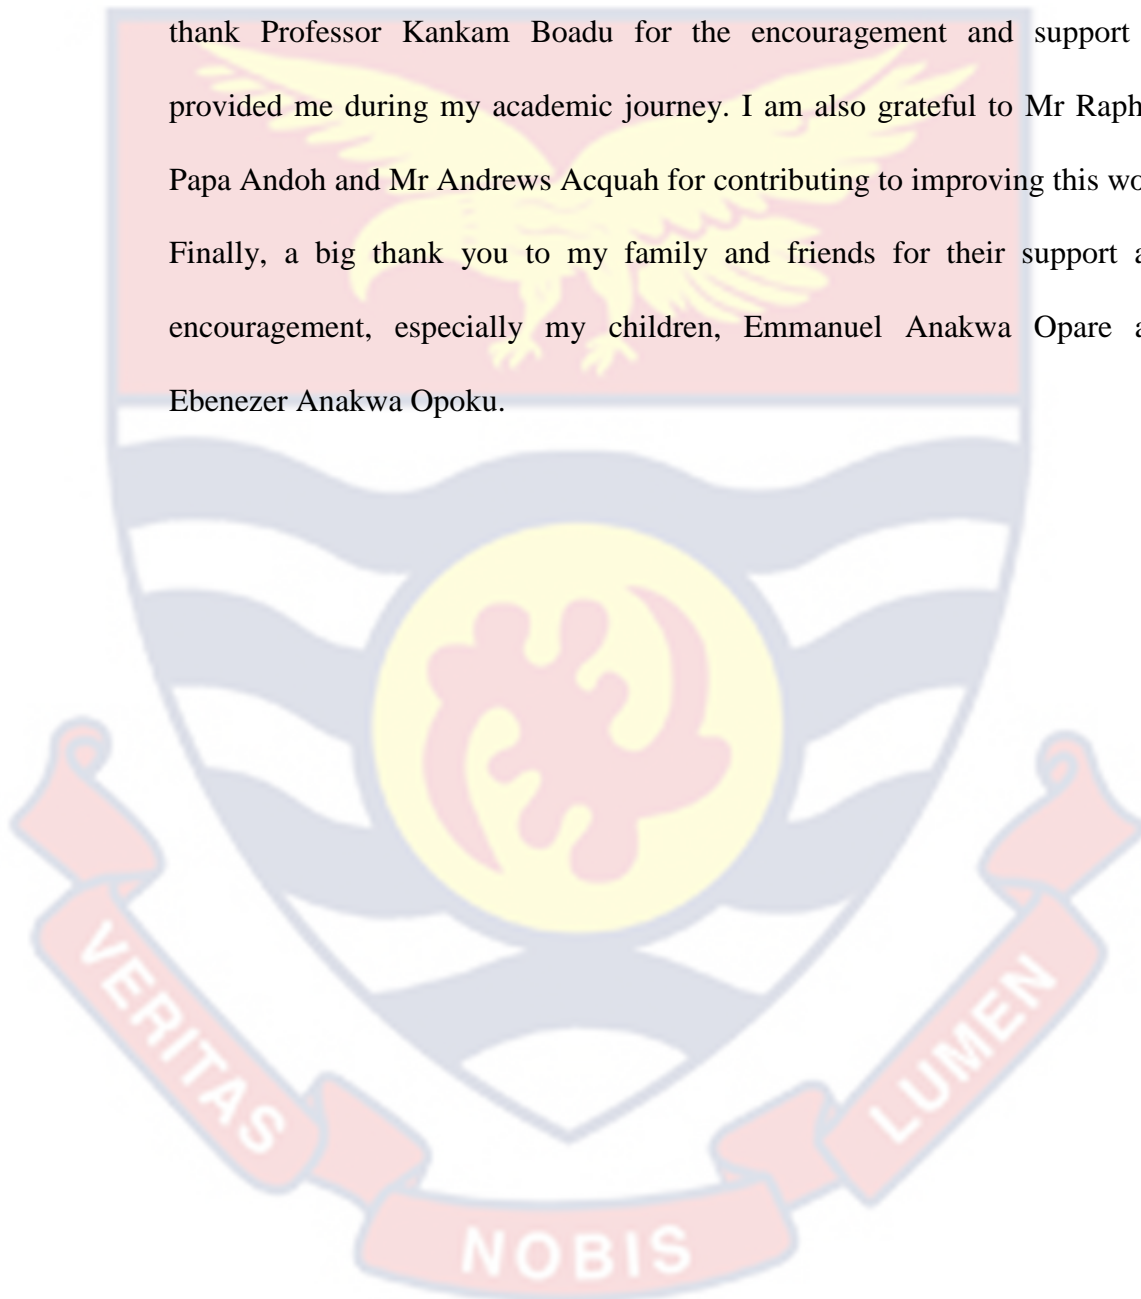 thank Professor Kankam Boadu for the encouragement and support
provided me during my academic journey. I am also grateful to Mr
Papa Andoh and Mr Andrews Acquah for contributing to improving this
Finally, a big thank you to my family and friends for their support
encouragement, especially my children, Emmanuel Anakwa Opare
Ebenezer Anakwa Opoku.
VERITAS
NOBIS
LUMEN